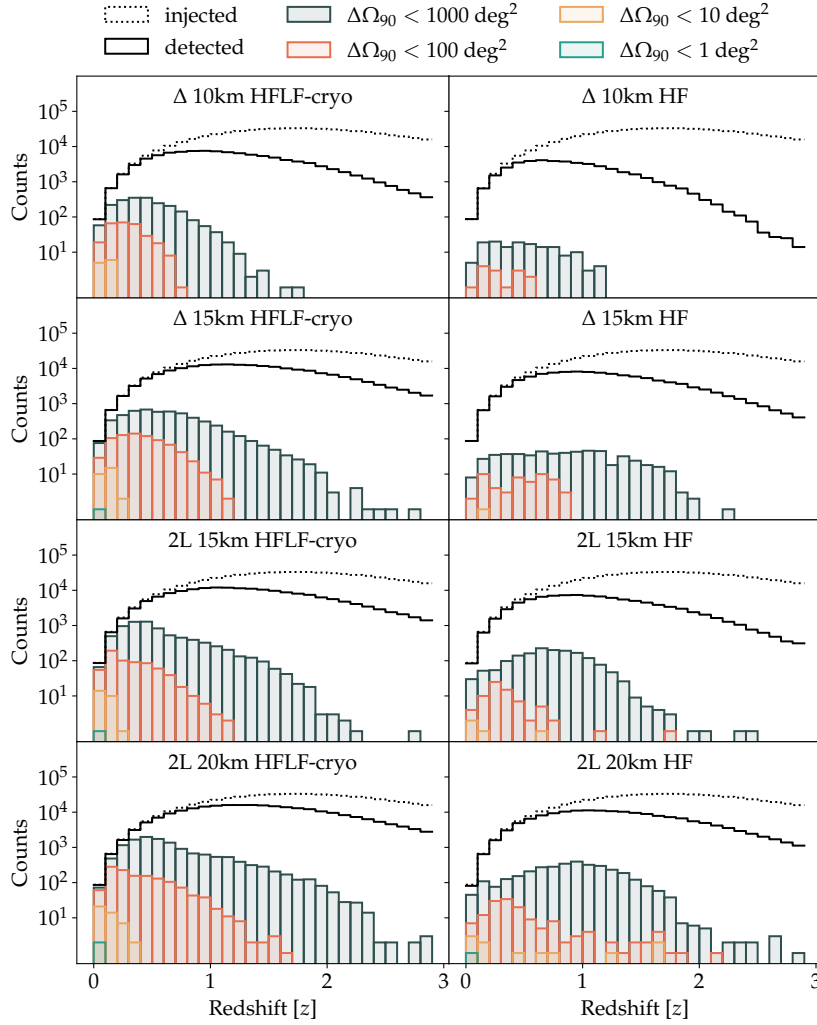 injected
detected
ΔΩ₉₀ < 1000 deg²
ΔΩ₉₀ < 100 deg²
ΔΩ₉₀ < 10 deg²
ΔΩ₉₀ < 1 deg²
Δ 10km HFLF-cryo
Δ 10km HF
Counts
10⁵
10⁴
10³
10²
10¹
Δ 15km HFLF-cryo
Δ 15km HF
Counts
10⁵
10⁴
10³
10²
10¹
2L 15km HFLF-cryo
2L 15km HF
Counts
10⁵
10⁴
10³
10²
10¹
2L 20km HFLF-cryo
2L 20km HF
Counts
10⁵
10⁴
10³
10²
10¹
0 1 2 3 0 1 2 3
Redshift [z] Redshift [z]